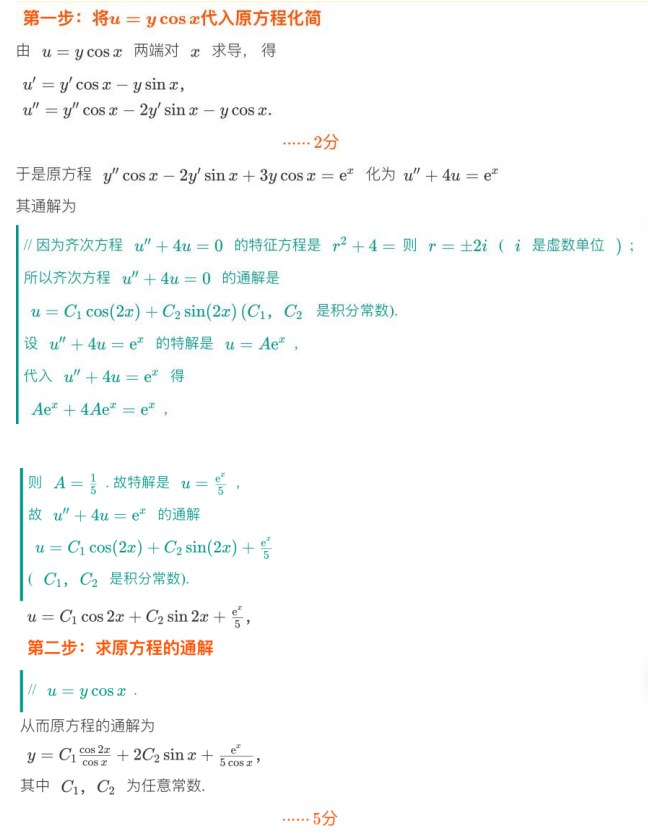 第一步：将u = y cos x代入原方程化简
由 u = y cos x 两端对 x 求导，得
u′ = y′ cos x − y sin x,
u″ = y″ cos x − 2y′ sin x − y cos x.
······2分
于是原方程 y″ cos x − 2y′ sin x + 3y cos x = eˣ 化为 u″ + 4u = eˣ
其通解为
// 因为齐次方程 u″ + 4u = 0 的特征方程是 r² + 4 = 则 r = ±2i ( i 是虚数单位 ) ;
所以齐次方程 u″ + 4u = 0 的通解是
u = C₁ cos(2x) + C₂ sin(2x) (C₁, C₂ 是积分常数).
设 u″ + 4u = eˣ 的特解是 u = Aeˣ ,
代入 u″ + 4u = eˣ 得
Aeˣ + 4Aeˣ = eˣ ,
则 A = 1/5 . 故特解是 u = eˣ/5 ,
故 u″ + 4u = eˣ 的通解
u = C₁ cos(2x) + C₂ sin(2x) + eˣ/5
( C₁, C₂ 是积分常数).
u = C₁ cos 2x + C₂ sin 2x + eˣ/5 ,
第二步：求原方程的通解
// u = y cos x .
从而原方程的通解为
y = C₁ cos 2x/cos x + 2C₂ sin x + eˣ/5 cos x ,
其中 C₁, C₂ 为任意常数.
······5分